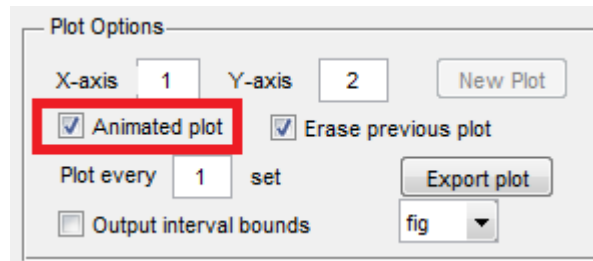 Plot Options
X-axis 1 Y-axis 2 New Plot
Animated plot Erase previous plot
Plot every 1 set Export plot
Output interval bounds fig